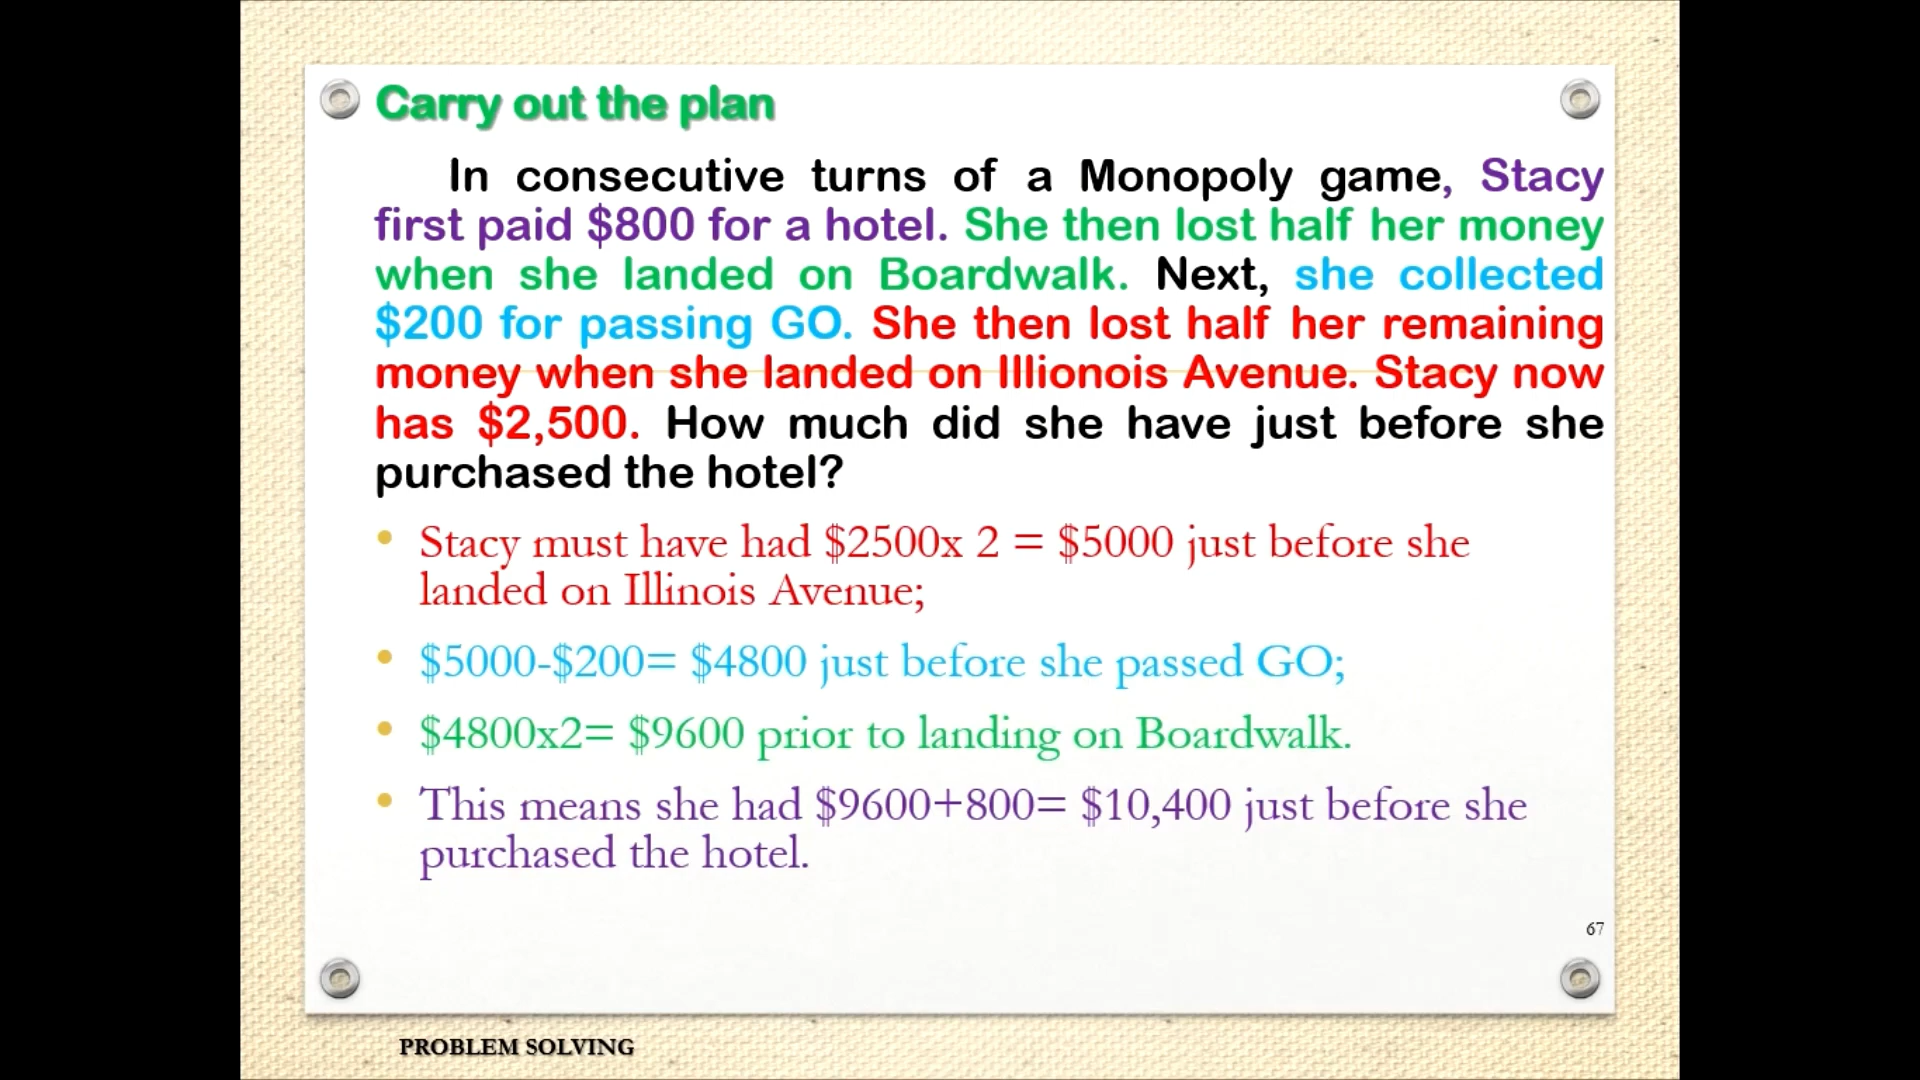 Carry out the plan
In consecutive turns of a Monopoly game, Stacy
first paid $800 for a hotel. She then lost half her money
when she landed on Boardwalk. Next, she collected
$200 for passing GO. She then lost half her remaining
money when she landed on Illionois Avenue. Stacy now
has $2,500. How much did she have just before she
purchased the hotel?
• Stacy must have had $2500x 2 = $5000 just before she
landed on Illinois Avenue;
• $5000-$200= $4800 just before she passed GO;
• $4800x2= $9600 prior to landing on Boardwalk.
• This means she had $9600+800= $10,400 just before she
purchased the hotel.
67
PROBLEM SOLVING